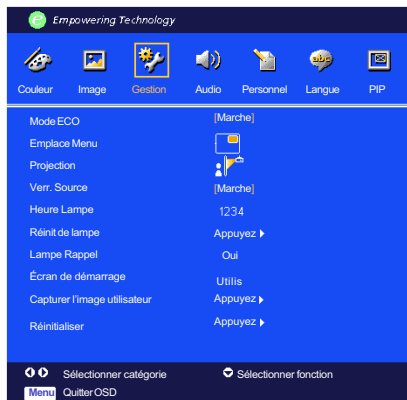 e Empowering Technology
abc
Couleur Image Gestion Audio Personnel Langue PIP
Mode ECO [Marche]
Emplace Menu
Projection
Verr. Source [Marche]
Heure Lampe 1234
Réinit de lampe Appuyez
Lampe Rappel Oui
Écran de démarrage Utilis
Capturer l'image utilisateur Appuyez
Réinitialiser Appuyez
Sélectionner catégorie Sélectionner fonction
Menu Quitter OSD